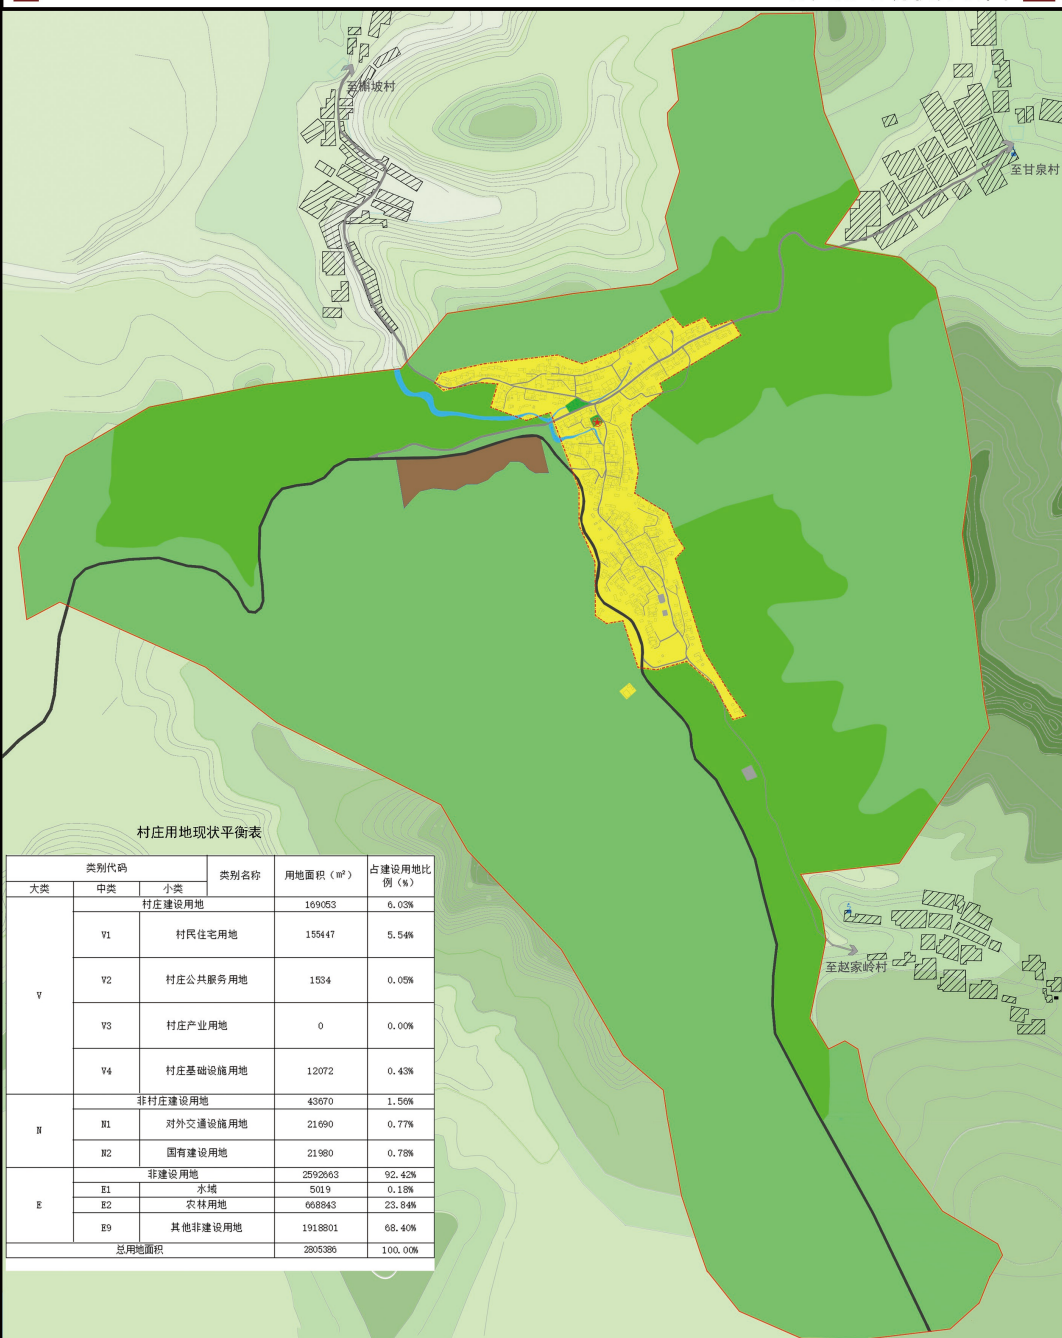 至槲坡村
至甘泉村
至赵家岭村
村庄用地现状平衡表
类别代码 类别名称 用地面积（m²） 占建设用地比例（%）
大类 中类 小类
V 村庄建设用地 169053 6.03%
V1 村民住宅用地 155447 5.54%
V2 村庄公共服务用地 1534 0.05%
V3 村庄产业用地 0 0.00%
V4 村庄基础设施用地 12072 0.43%
N 非村庄建设用地 43670 1.56%
N1 对外交通设施用地 21690 0.77%
N2 国有建设用地 21980 0.78%
E 非建设用地 2592663 92.42%
E1 水域 5019 0.18%
E2 农林用地 668843 23.84%
E9 其他非建设用地 1918801 68.40%
总用地面积 2805386 100.00%